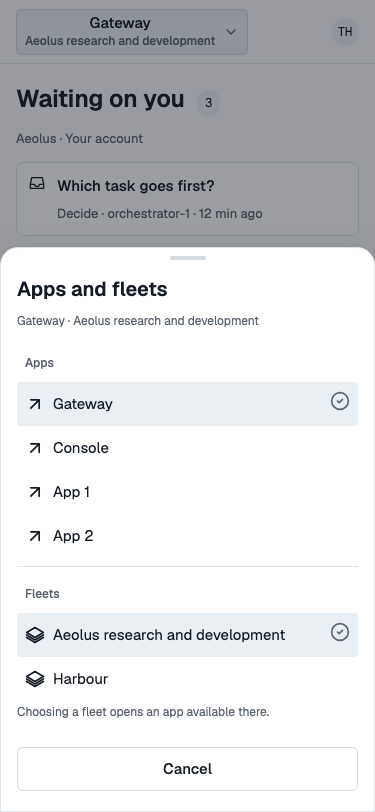 Gateway
Aeolus research and development
TH
Waiting on you 3
Aeolus · Your account
Which task goes first?
Decide · orchestrator-1 · 12 min ago
Apps and fleets
Gateway · Aeolus research and development
Apps
Gateway
Console
App 1
App 2
Fleets
Aeolus research and development
Harbour
Choosing a fleet opens an app available there.
Cancel